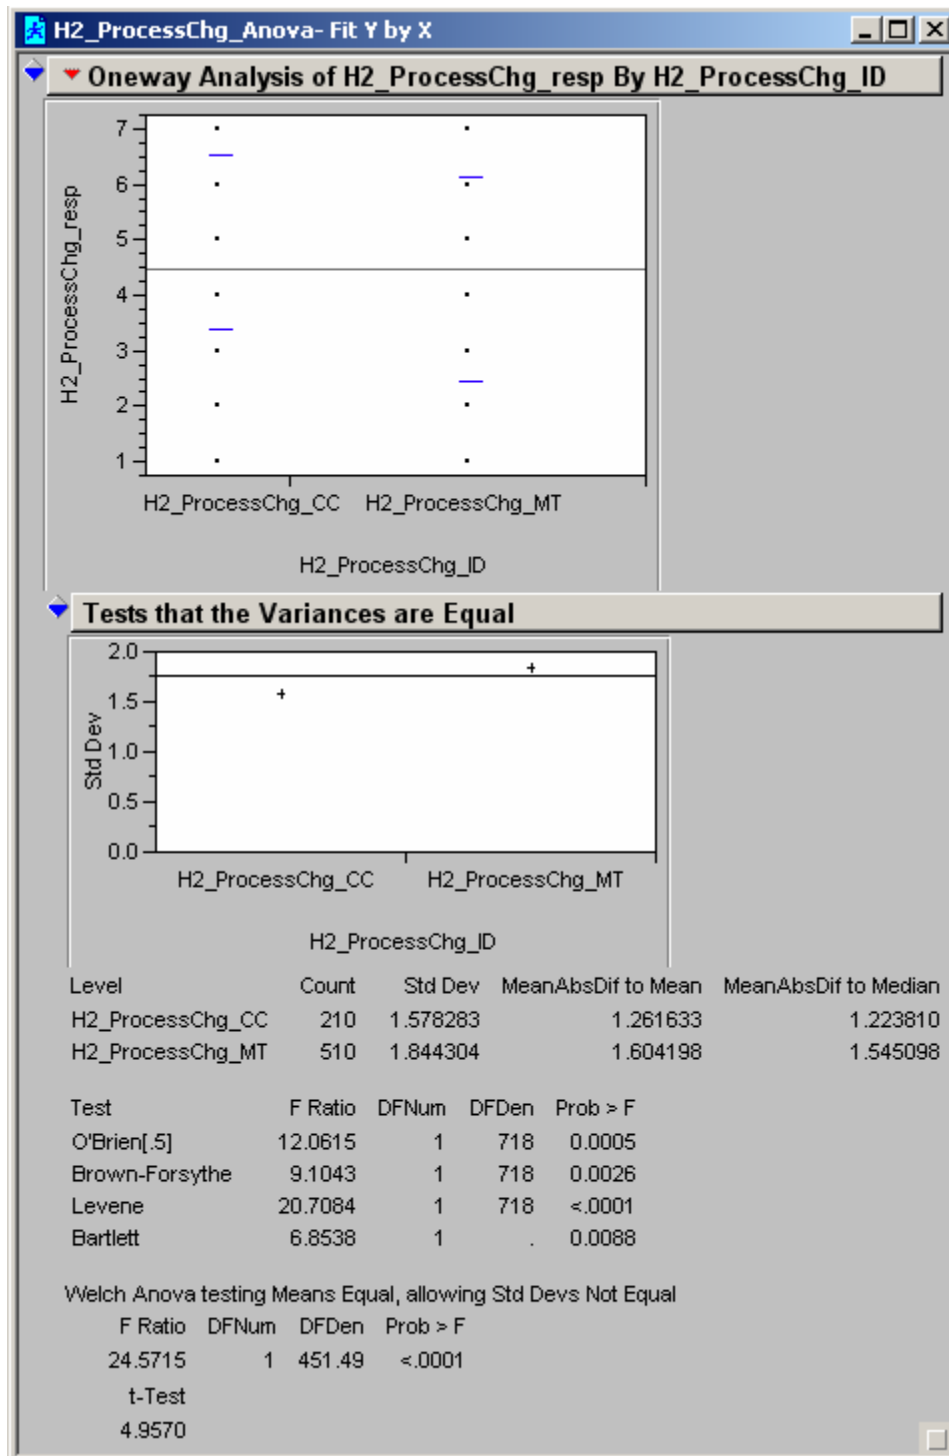 H2_ProcessChg_Anova- Fit Y by X
Oneway Analysis of H2_ProcessChg_resp By H2_ProcessChg_ID
H2_ProcessChg_resp
7
6
5
4
3
2
1
H2_ProcessChg_CC H2_ProcessChg_MT
H2_ProcessChg_ID
Tests that the Variances are Equal
Std Dev
2.0
1.5
1.0
0.5
0.0
H2_ProcessChg_CC H2_ProcessChg_MT
H2_ProcessChg_ID
Level Count Std Dev MeanAbsDif to Mean MeanAbsDif to Median
H2_ProcessChg_CC 210 1.578283 1.261633 1.223810
H2_ProcessChg_MT 510 1.844304 1.604198 1.545098
Test F Ratio DFNum DFDen Prob > F
O'Brien[.5] 12.0615 1 718 0.0005
Brown-Forsythe 9.1043 1 718 0.0026
Levene 20.7084 1 718 <.0001
Bartlett 6.8538 1 . 0.0088
Welch Anova testing Means Equal, allowing Std Devs Not Equal
F Ratio DFNum DFDen Prob > F
24.5715 1 451.49 <.0001
t-Test
4.9570